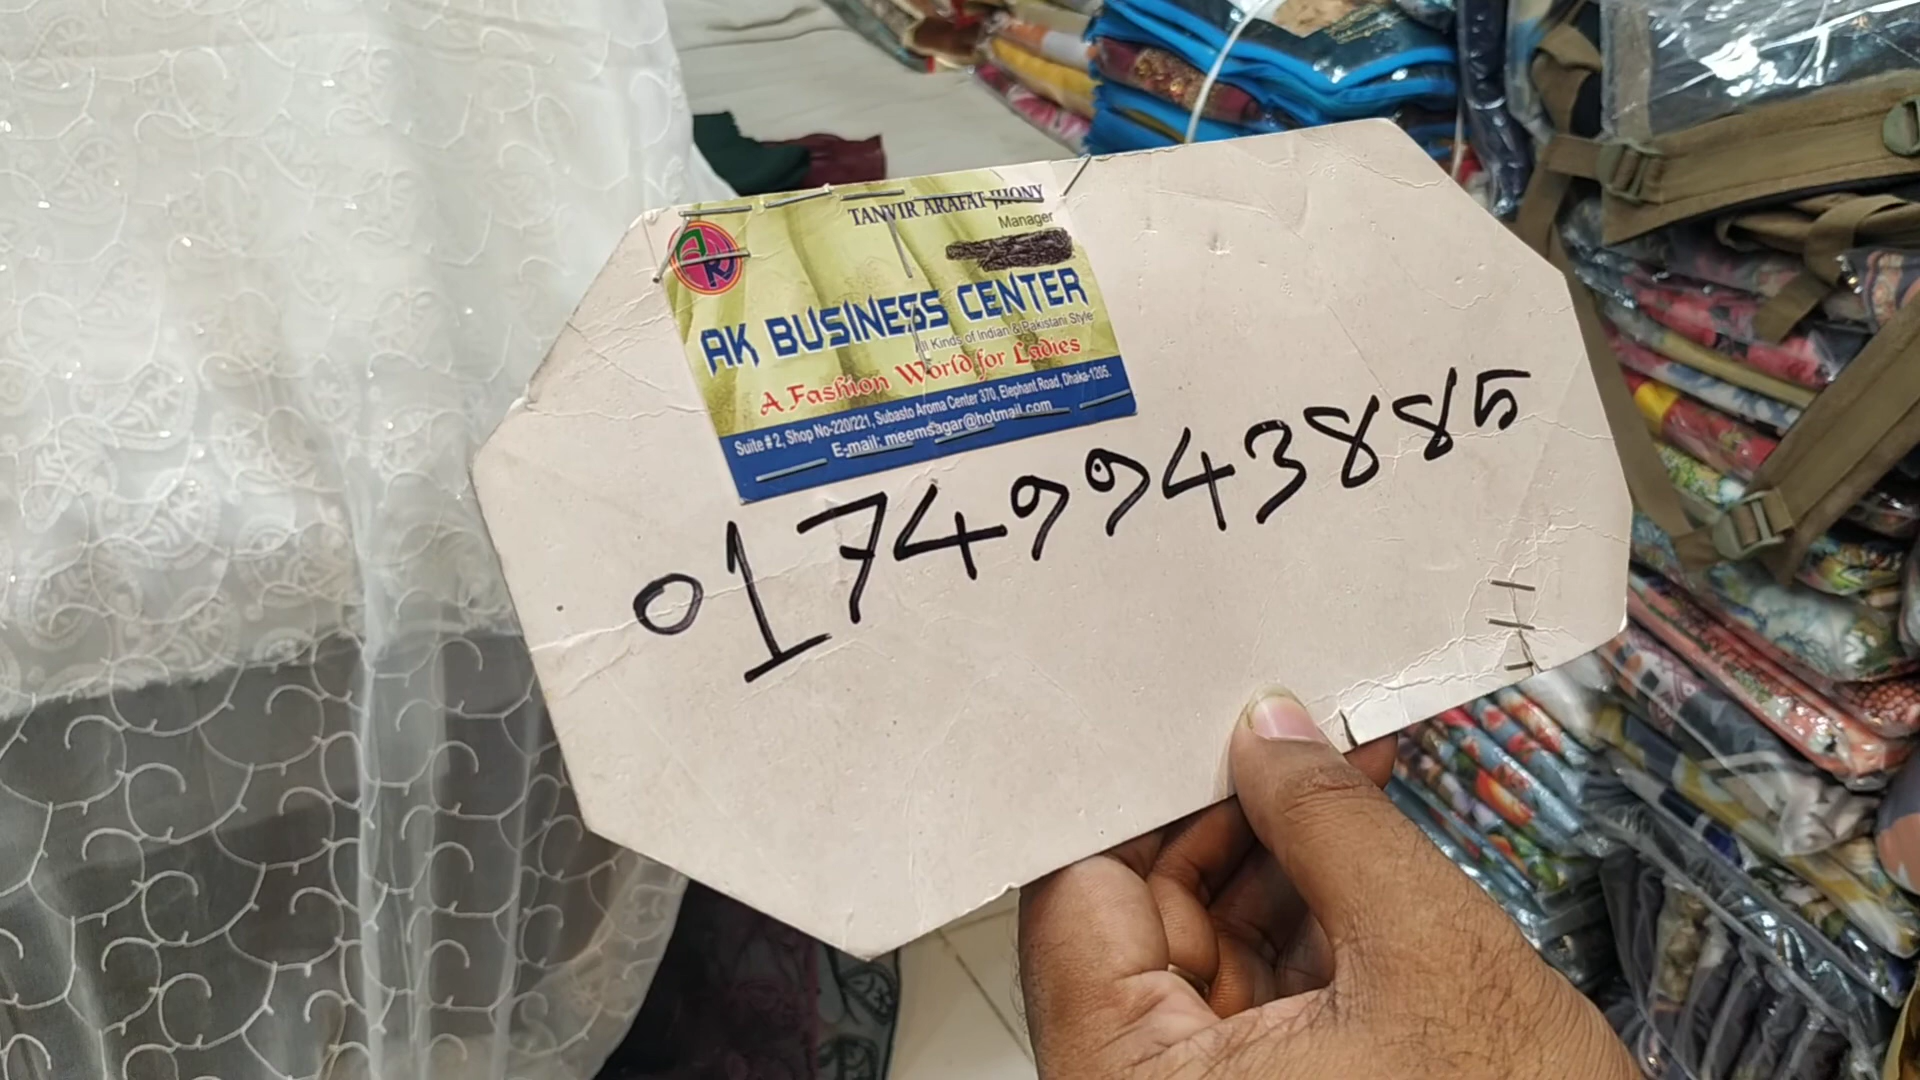 TANVIR ARAFAT JHONY
Manager
AK BUSINESS CENTER
All Kinds of Indian & Pakistani Style
A Fashion World for Ladies
Suite # 2, Shop No-220/221, Subasto Aroma Center 370, Elephant Road, Dhaka-1205.
E-mail: meemsagar@hotmail.com
01749943885